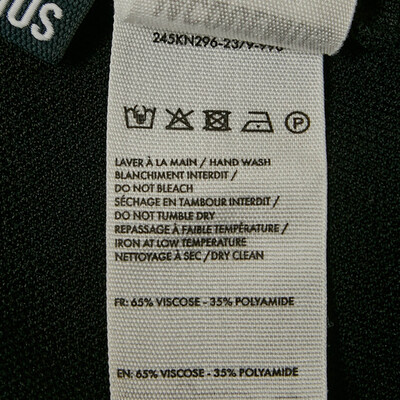 245KN296-2379-990
P
LAVER À LA MAIN / HAND WASH
BLANCHIMENT INTERDIT /
DO NOT BLEACH
SÉCHAGE EN TAMBOUR INTERDIT /
DO NOT TUMBLE DRY
REPASSAGE À FAIBLE TEMPÉRATURE /
IRON AT LOW TEMPERATURE
NETTOYAGE À SEC / DRY CLEAN
FR: 65% VISCOSE - 35% POLYAMIDE
EN: 65% VISCOSE - 35% POLYAMIDE